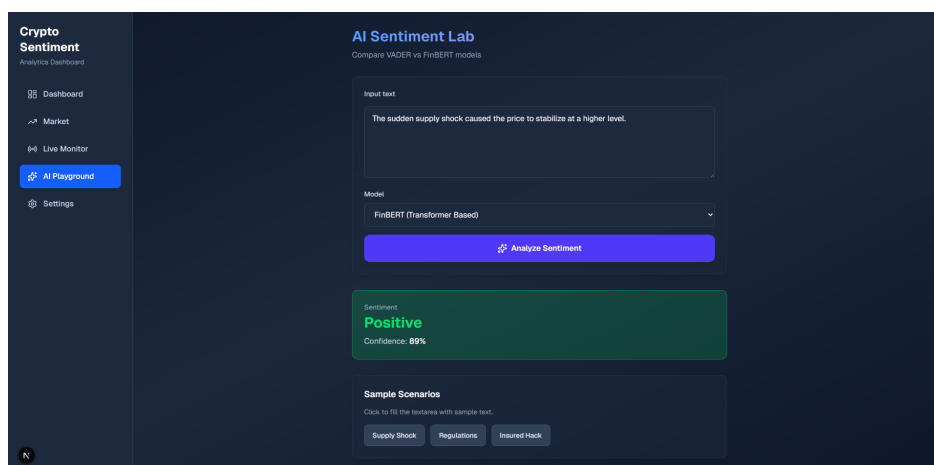 Crypto
Sentiment
Analytics Dashboard
Dashboard
Market
Live Monitor
AI Playground
Settings
N
AI Sentiment Lab
Compare VADER vs FinBERT models
Input text
The sudden supply shock caused the price to stabilize at a higher level.
Model
FinBERT (Transformer Based)
Analyze Sentiment
Sentiment
Positive
Confidence: 89%
Sample Scenarios
Click to fill the textarea with sample text.
Supply Shock Regulations Insured Hack